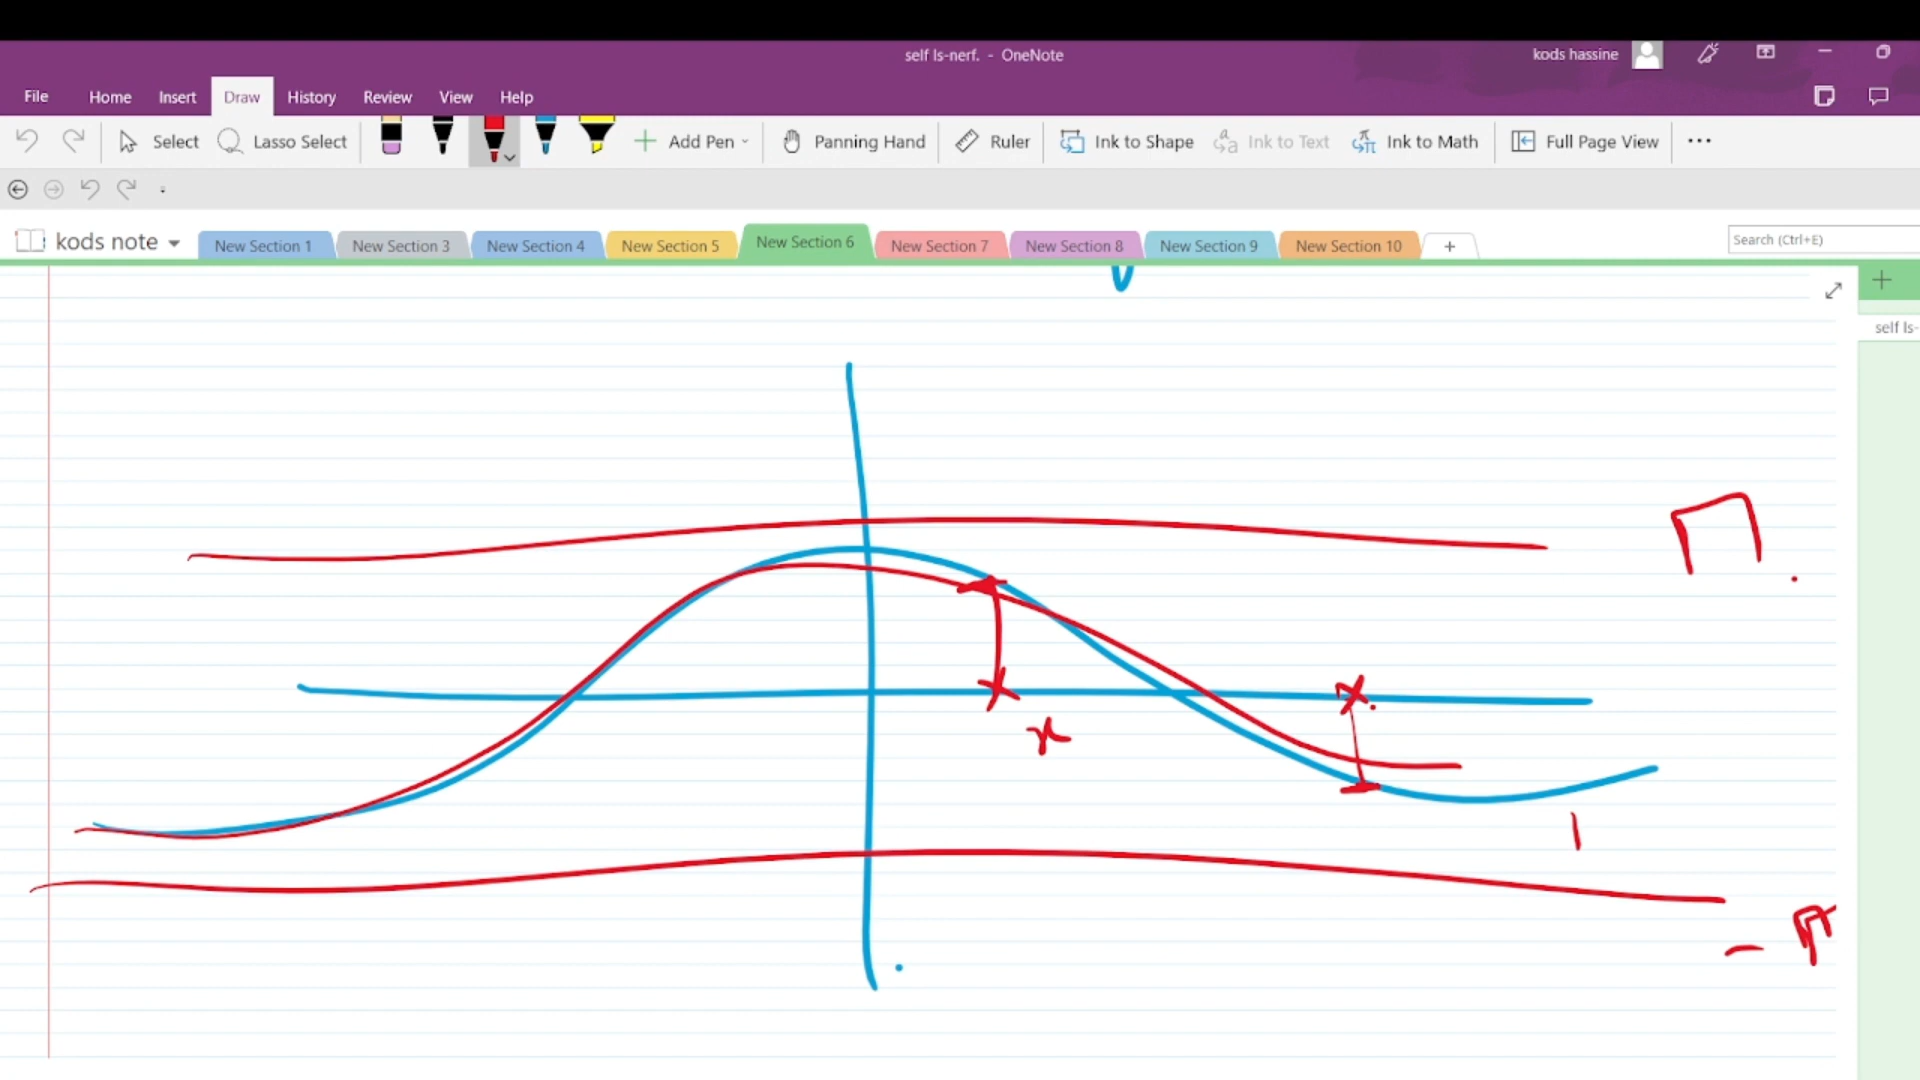 self ls-nerf. - OneNote
kods hassine
File Home Insert Draw History Review View Help
Select Lasso Select Add Pen Panning Hand Ruler Ink to Shape Ink to Text Ink to Math Full Page View ...
kods note New Section 1 New Section 3 New Section 4 New Section 5 New Section 6 New Section 7 New Section 8 New Section 9 New Section 10 + Search (Ctrl+E)
self ls-
x